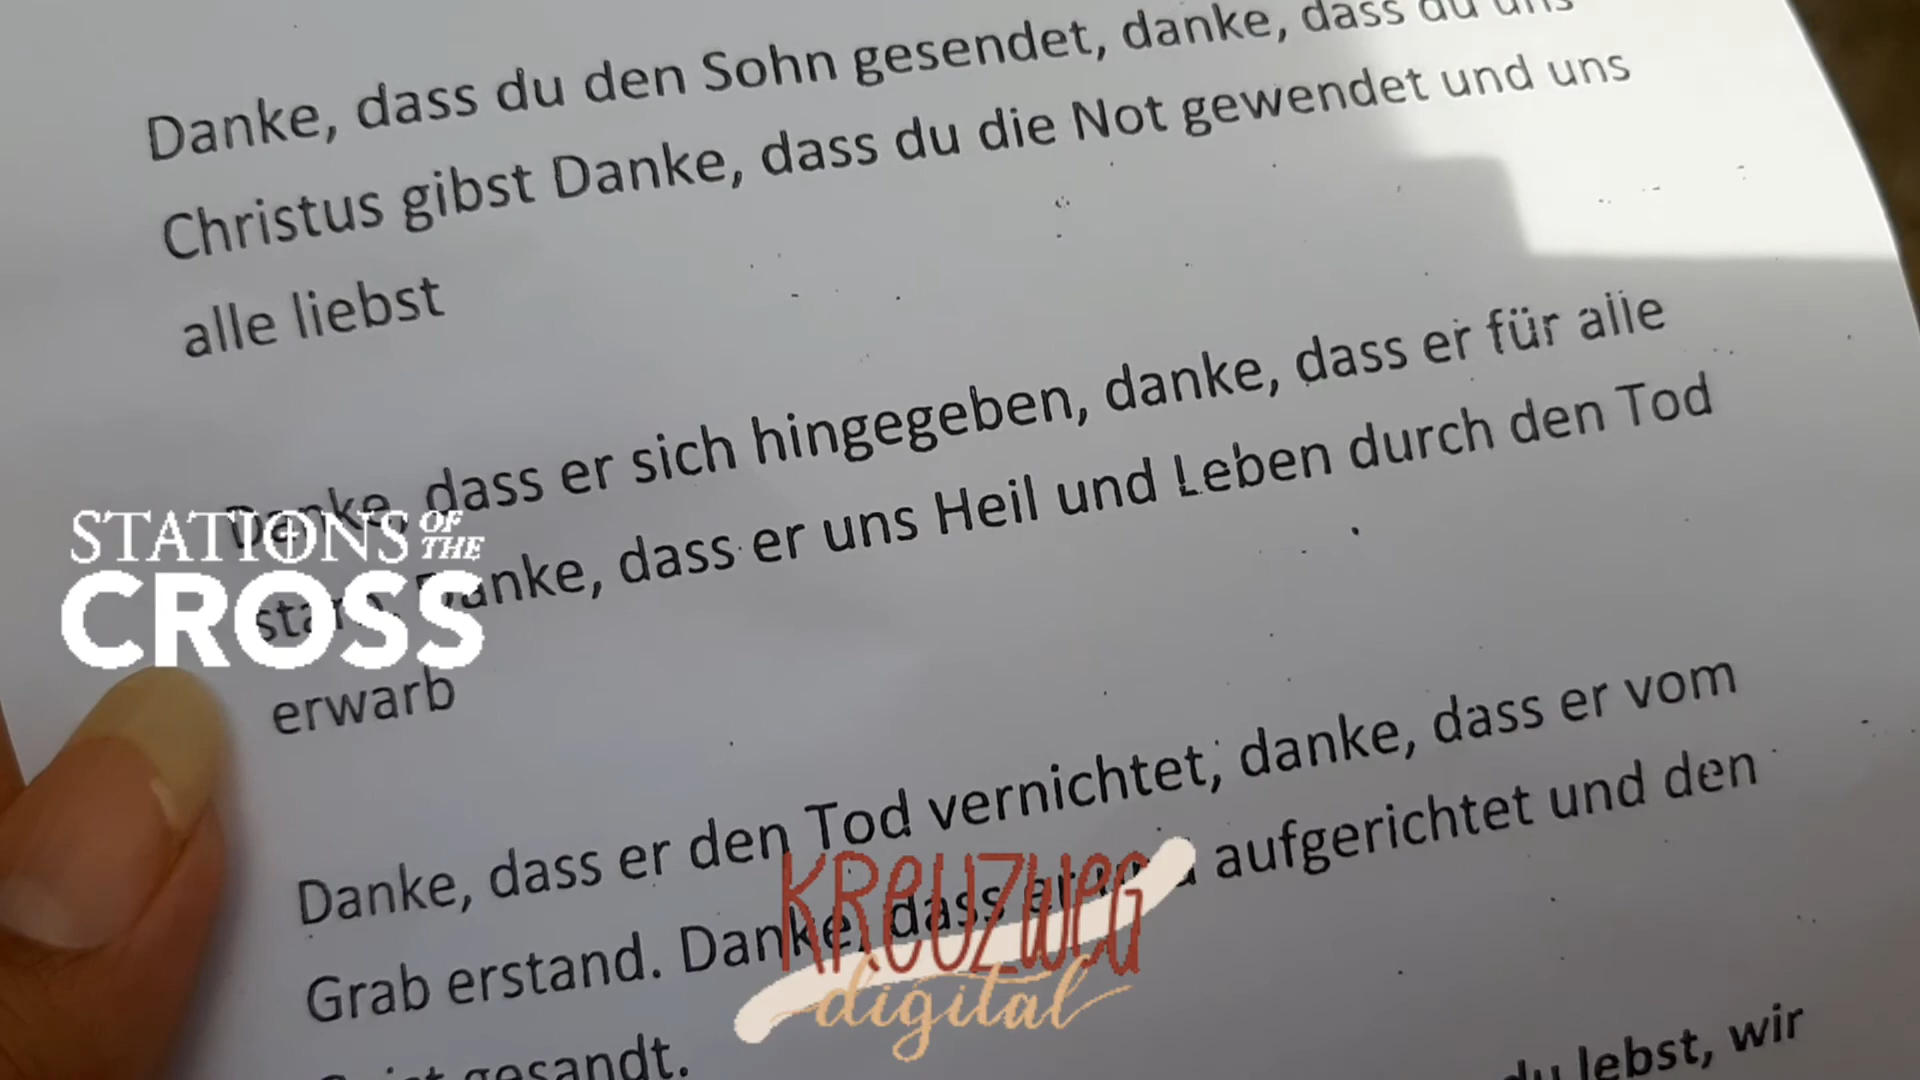 Danke, dass du den Sohn gesendet, danke, dass du uns
Christus gibst Danke, dass du die Not gewendet und uns
alle liebst
Danke, dass er sich hingegeben, danke, dass er für alle
Danke, dass er uns Heil und Leben durch den Tod
erwarb
STATIONS OF THE
CROSS
Danke, dass er den Tod vernichtet, danke, dass er vom
Grab erstand. Danke, dass aufgerichtet und den
gesandt.
KREUZWEG
digital
du lebst, wir